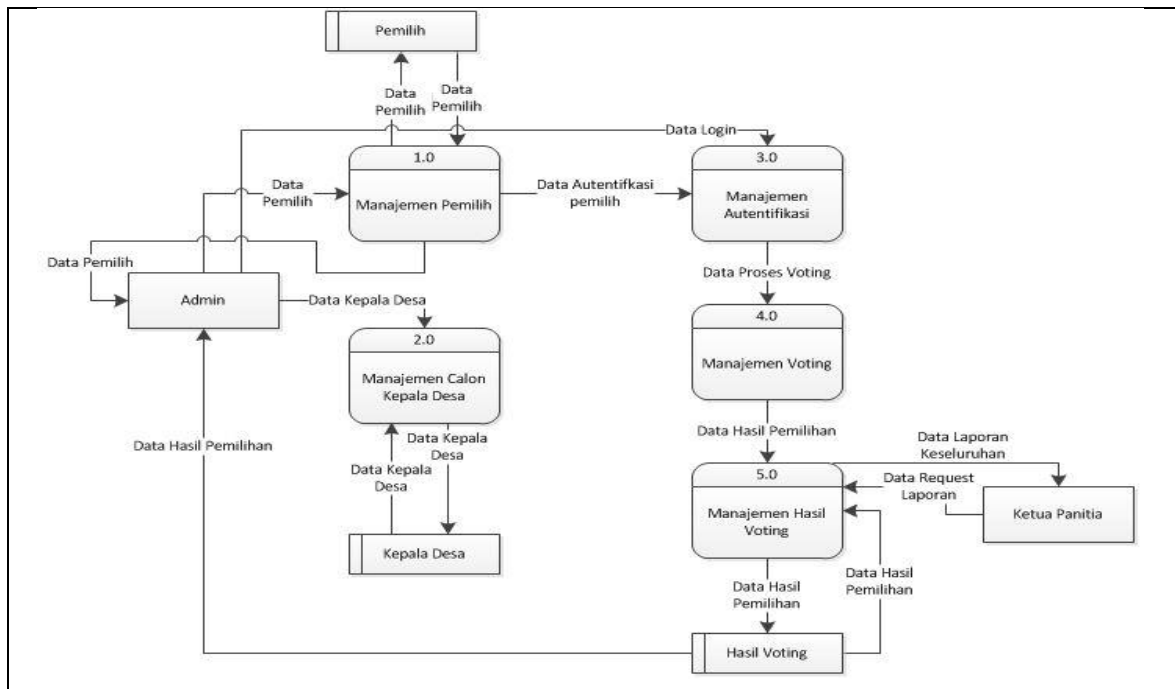 Pemilih
Data
Pemilih
Data
Pemilih
Data Login
1.0
Manajemen Pemilih
3.0
Manajemen
Autentifikasi
Data
Pemilih
Data Autentifkasi
pemilih
Data Pemilih
Admin
Data Kepala Desa
Data Proses Voting
2.0
Manajemen Calon
Kepala Desa
4.0
Manajemen Voting
Data Hasil Pemilihan
Data Kepala
Desa
Data Kepala
Desa
Kepala Desa
Data Hasil Pemilihan
Data Laporan
Keseluruhan
5.0
Manajemen Hasil
Voting
Data Request
Laporan
Ketua Panitia
Data Hasil
Pemilihan
Data Hasil
Pemilihan
Hasil Voting